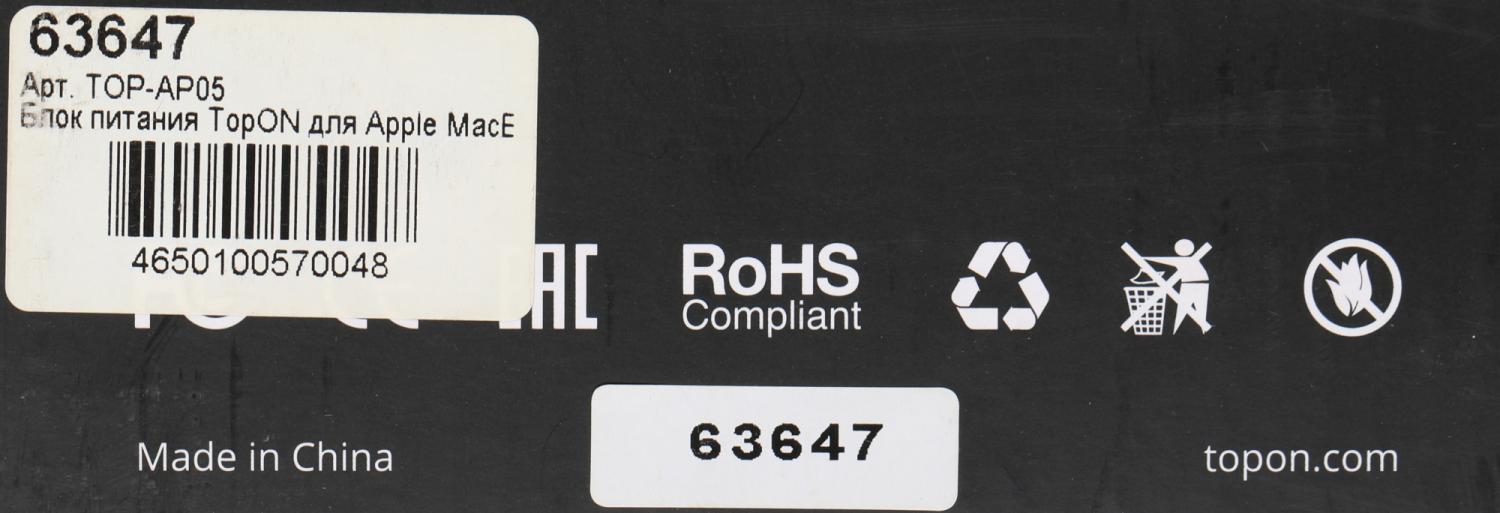 63647
Арт. TOP-AP05
Блок питания TopON для Apple MacE
4650100570048
EAC
RoHS
Compliant
63647
Made in China
topon.com